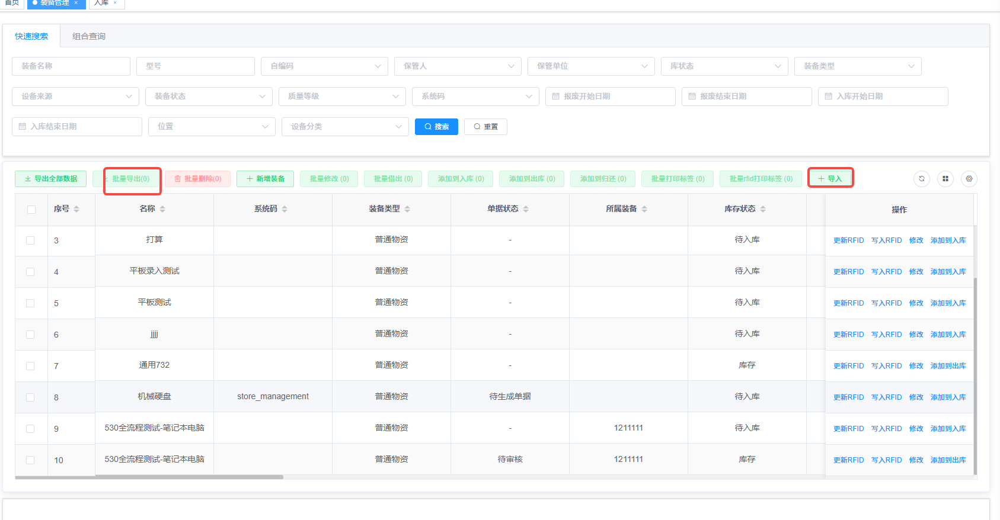 首页 装备管理 × 入库 ×
快速搜索 组合查询
装备名称 型号 自编码 保管人 保管单位 库状态 装备类型
设备来源 装备状态 质量等级 系统码 报废开始日期 报废结束日期 入库开始日期
入库结束日期 位置 设备分类 搜索 重置
导出全部数据 批量导出(0) 批量删除(0) 新增装备 批量修改 (0) 批量借出 (0) 添加到入库 (0) 添加到出库 (0) 添加到归还 (0) 批量打印标签 (0) 批量rfid打印标签 (0) 导入
序号 名称 系统码 装备类型 单据状态 所属装备 库存状态 操作
3 打算 普通物资 - 待入库 更新RFID 写入RFID 修改 添加到入库
4 平板录入测试 普通物资 - 待入库 更新RFID 写入RFID 修改 添加到入库
5 平板测试 普通物资 - 待入库 更新RFID 写入RFID 修改 添加到入库
6 jjjj 普通物资 - 待入库 更新RFID 写入RFID 修改 添加到入库
7 通用732 普通物资 - 库存 更新RFID 写入RFID 修改 添加到出库
8 机械硬盘 store_management 普通物资 待生成单据 待入库 更新RFID 写入RFID 修改 添加到入库
9 530全流程测试-笔记本电脑 普通物资 - 1211111 待入库 更新RFID 写入RFID 修改 添加到入库
10 530全流程测试-笔记本电脑 普通物资 待审核 1211111 库存 更新RFID 写入RFID 修改 添加到出库